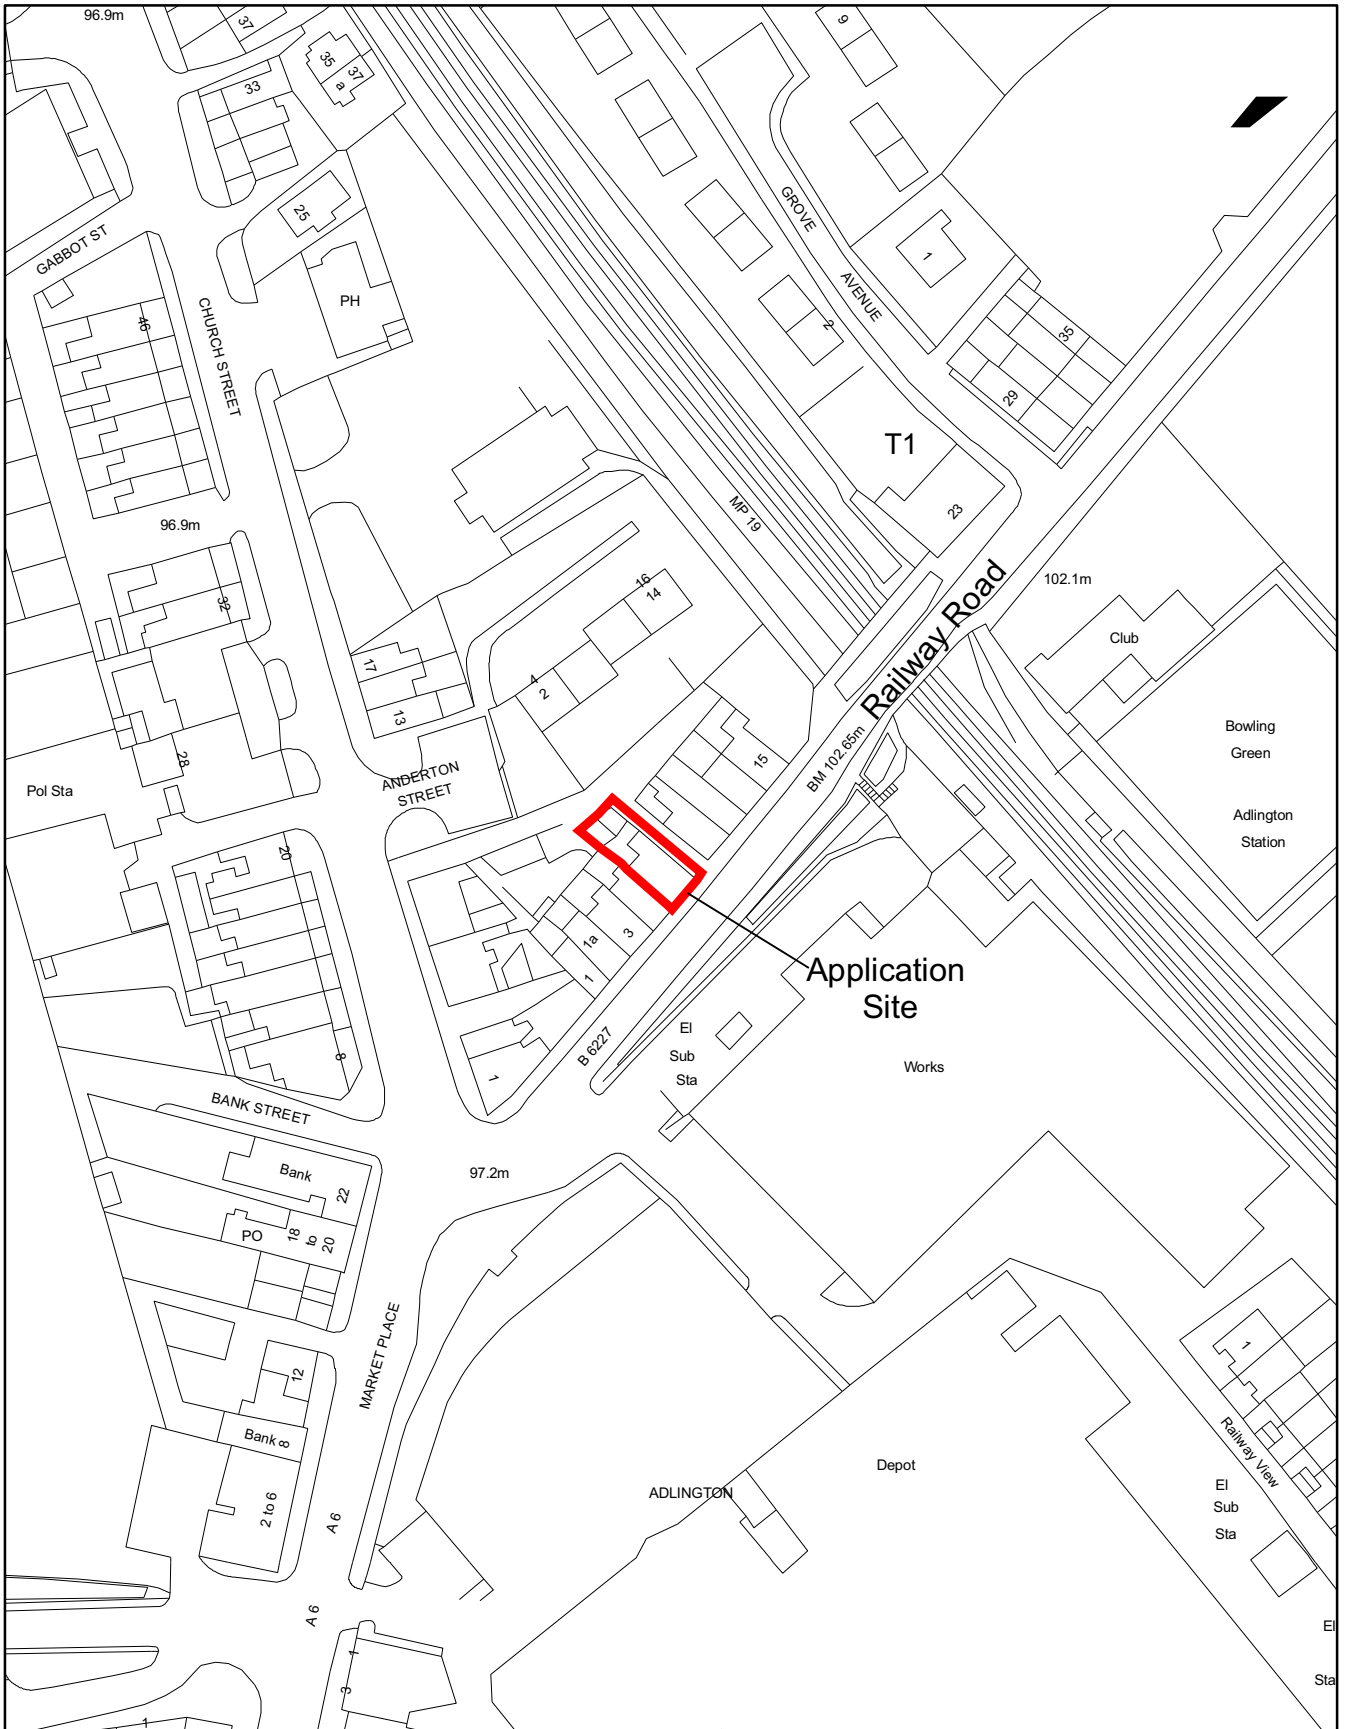 96.9m
37
9
35
37
a
33
25
GROVE
GABBOT ST
1
AVENUE
PH
CHURCH STREET
46
2
35
29
T1
MP 19
23
96.9m
Railway Road
102.1m
16
14
32
Club
17
4
2
13
Bowling
Green
BM 102.65m
15
28
ANDERTON
STREET
Pol Sta
Adlington
Station
20
3
1a
1
Application
Site
El
Sub
Sta
B 6227
8
1
Works
BANK STREET
97.2m
Bank
22
PO
18
to
20
MARKET PLACE
1
12
Bank
8
Railway View
Depot
ADLINGTON
El
Sub
Sta
2 to 6
A 6
A 6
El
Sta
1
3
1